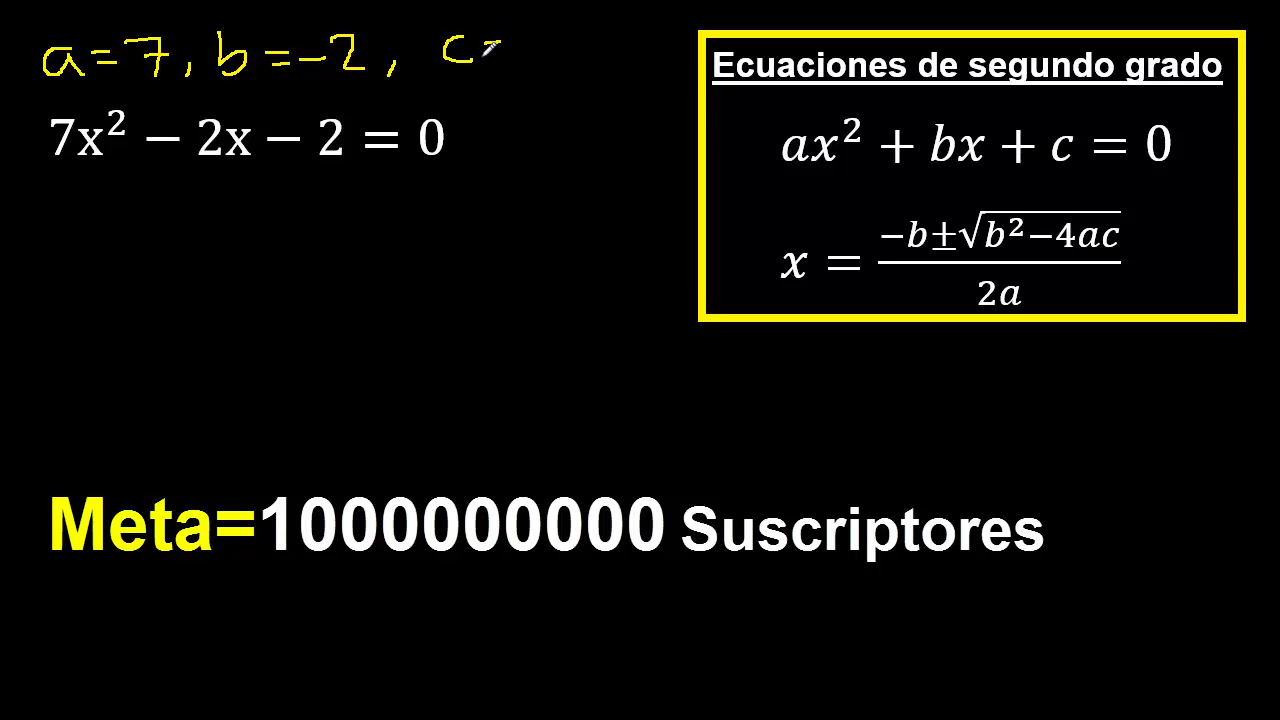 a=7, b=-2, c=
7x² − 2x − 2 = 0
Ecuaciones de segundo grado
ax² + bx + c = 0
x = (−b±√(b²−4ac))/(2a)
Meta=1000000000 Suscriptores